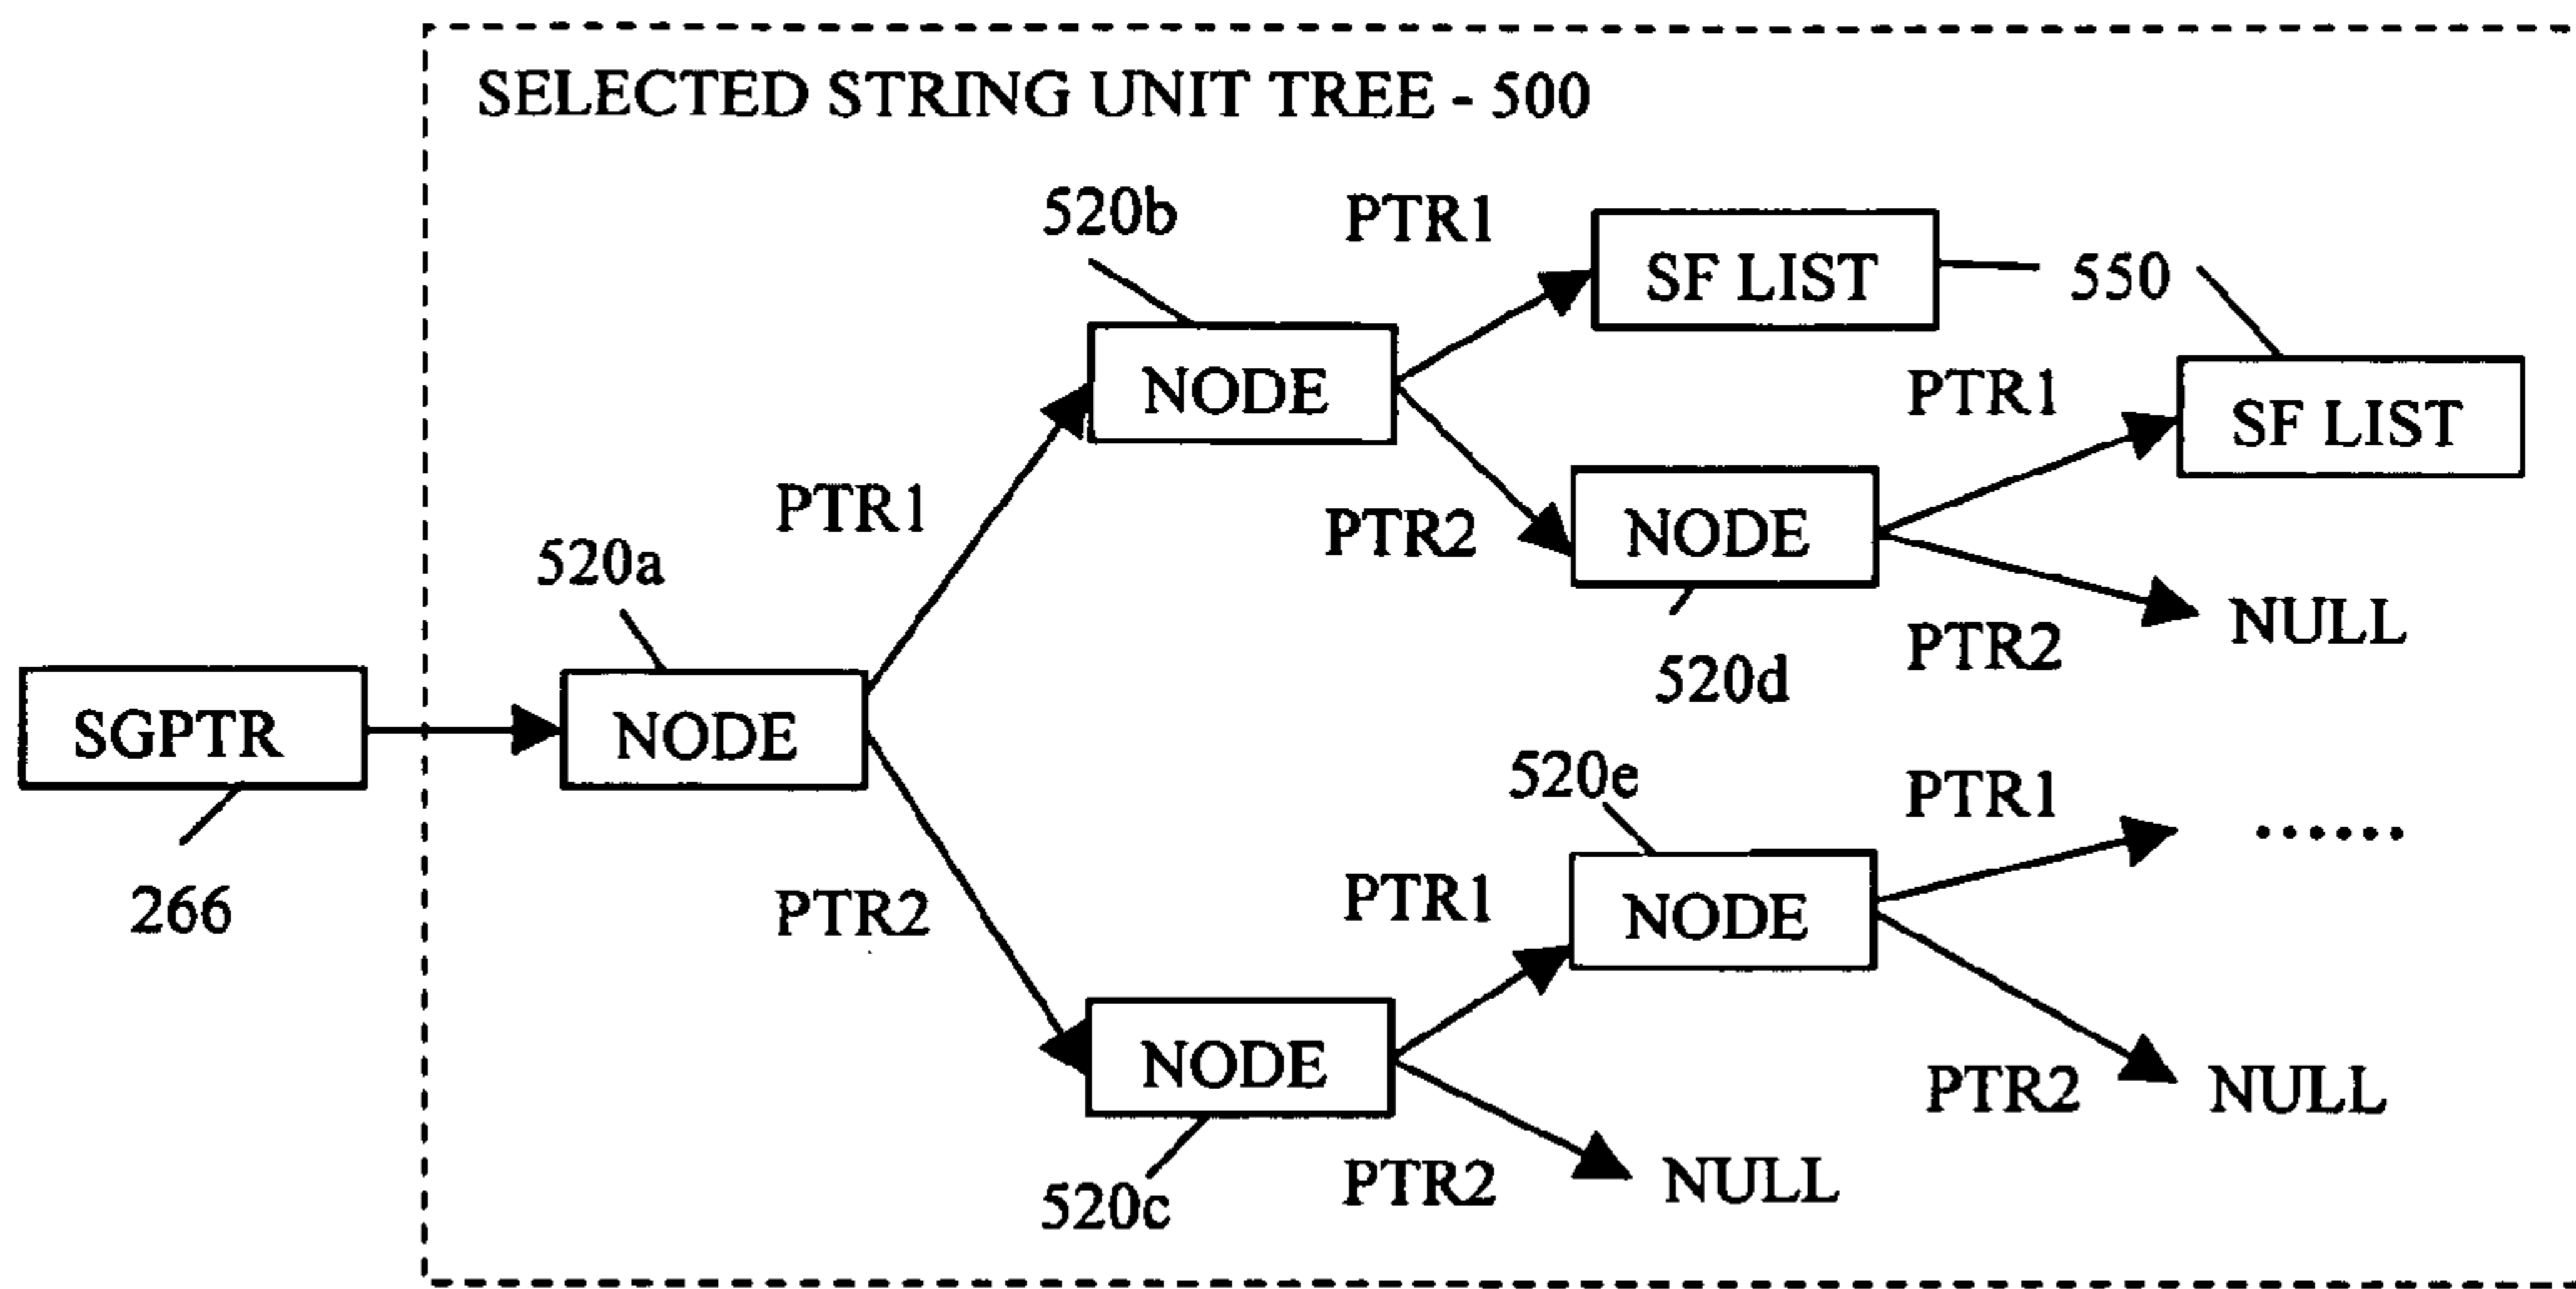 SELECTED STRING UNIT TREE - 500
520b
PTR1
SF LIST
550
NODE
PTR1
SF LIST
PTR1
PTR2
NODE
520a
NULL
PTR2
520d
SGPTR
NODE
520e
PTR1
......
266
PTR2
PTR1
NODE
NODE
PTR2
NULL
PTR2
NULL
520c